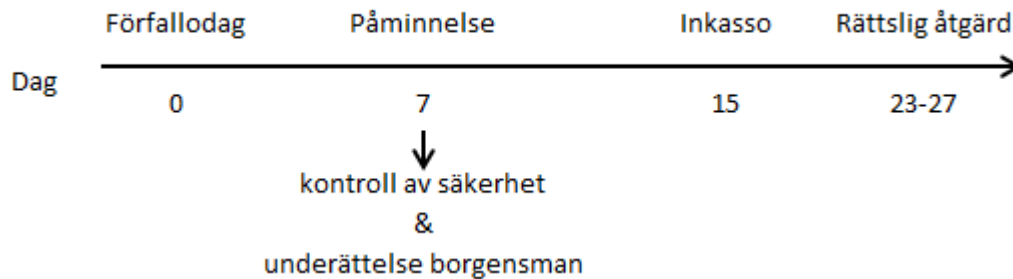 Förfallodag Påminnelse Inkasso Rättslig åtgärd
Dag
0 7 15 23-27
kontroll av säkerhet
&
underättelse borgensman